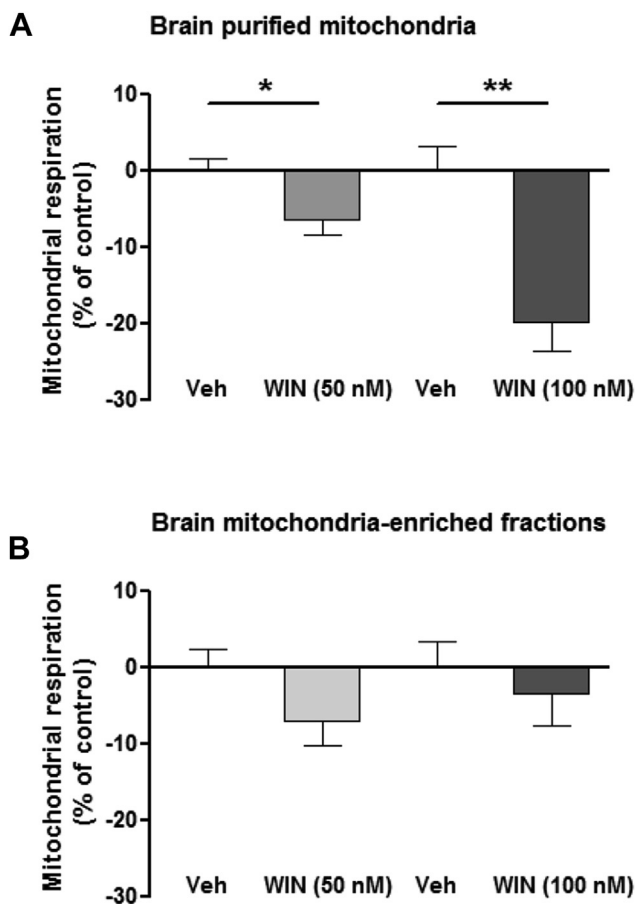 A
Brain purified mitochondria
Mitochondrial respiration
(% of control)
10
0
-10
-20
-30
*
**
Veh
WIN (50 nM)
Veh
WIN (100 nM)
B
Brain mitochondria-enriched fractions
Mitochondrial respiration
(% of control)
10
0
-10
-20
-30
Veh
WIN (50 nM)
Veh
WIN (100 nM)